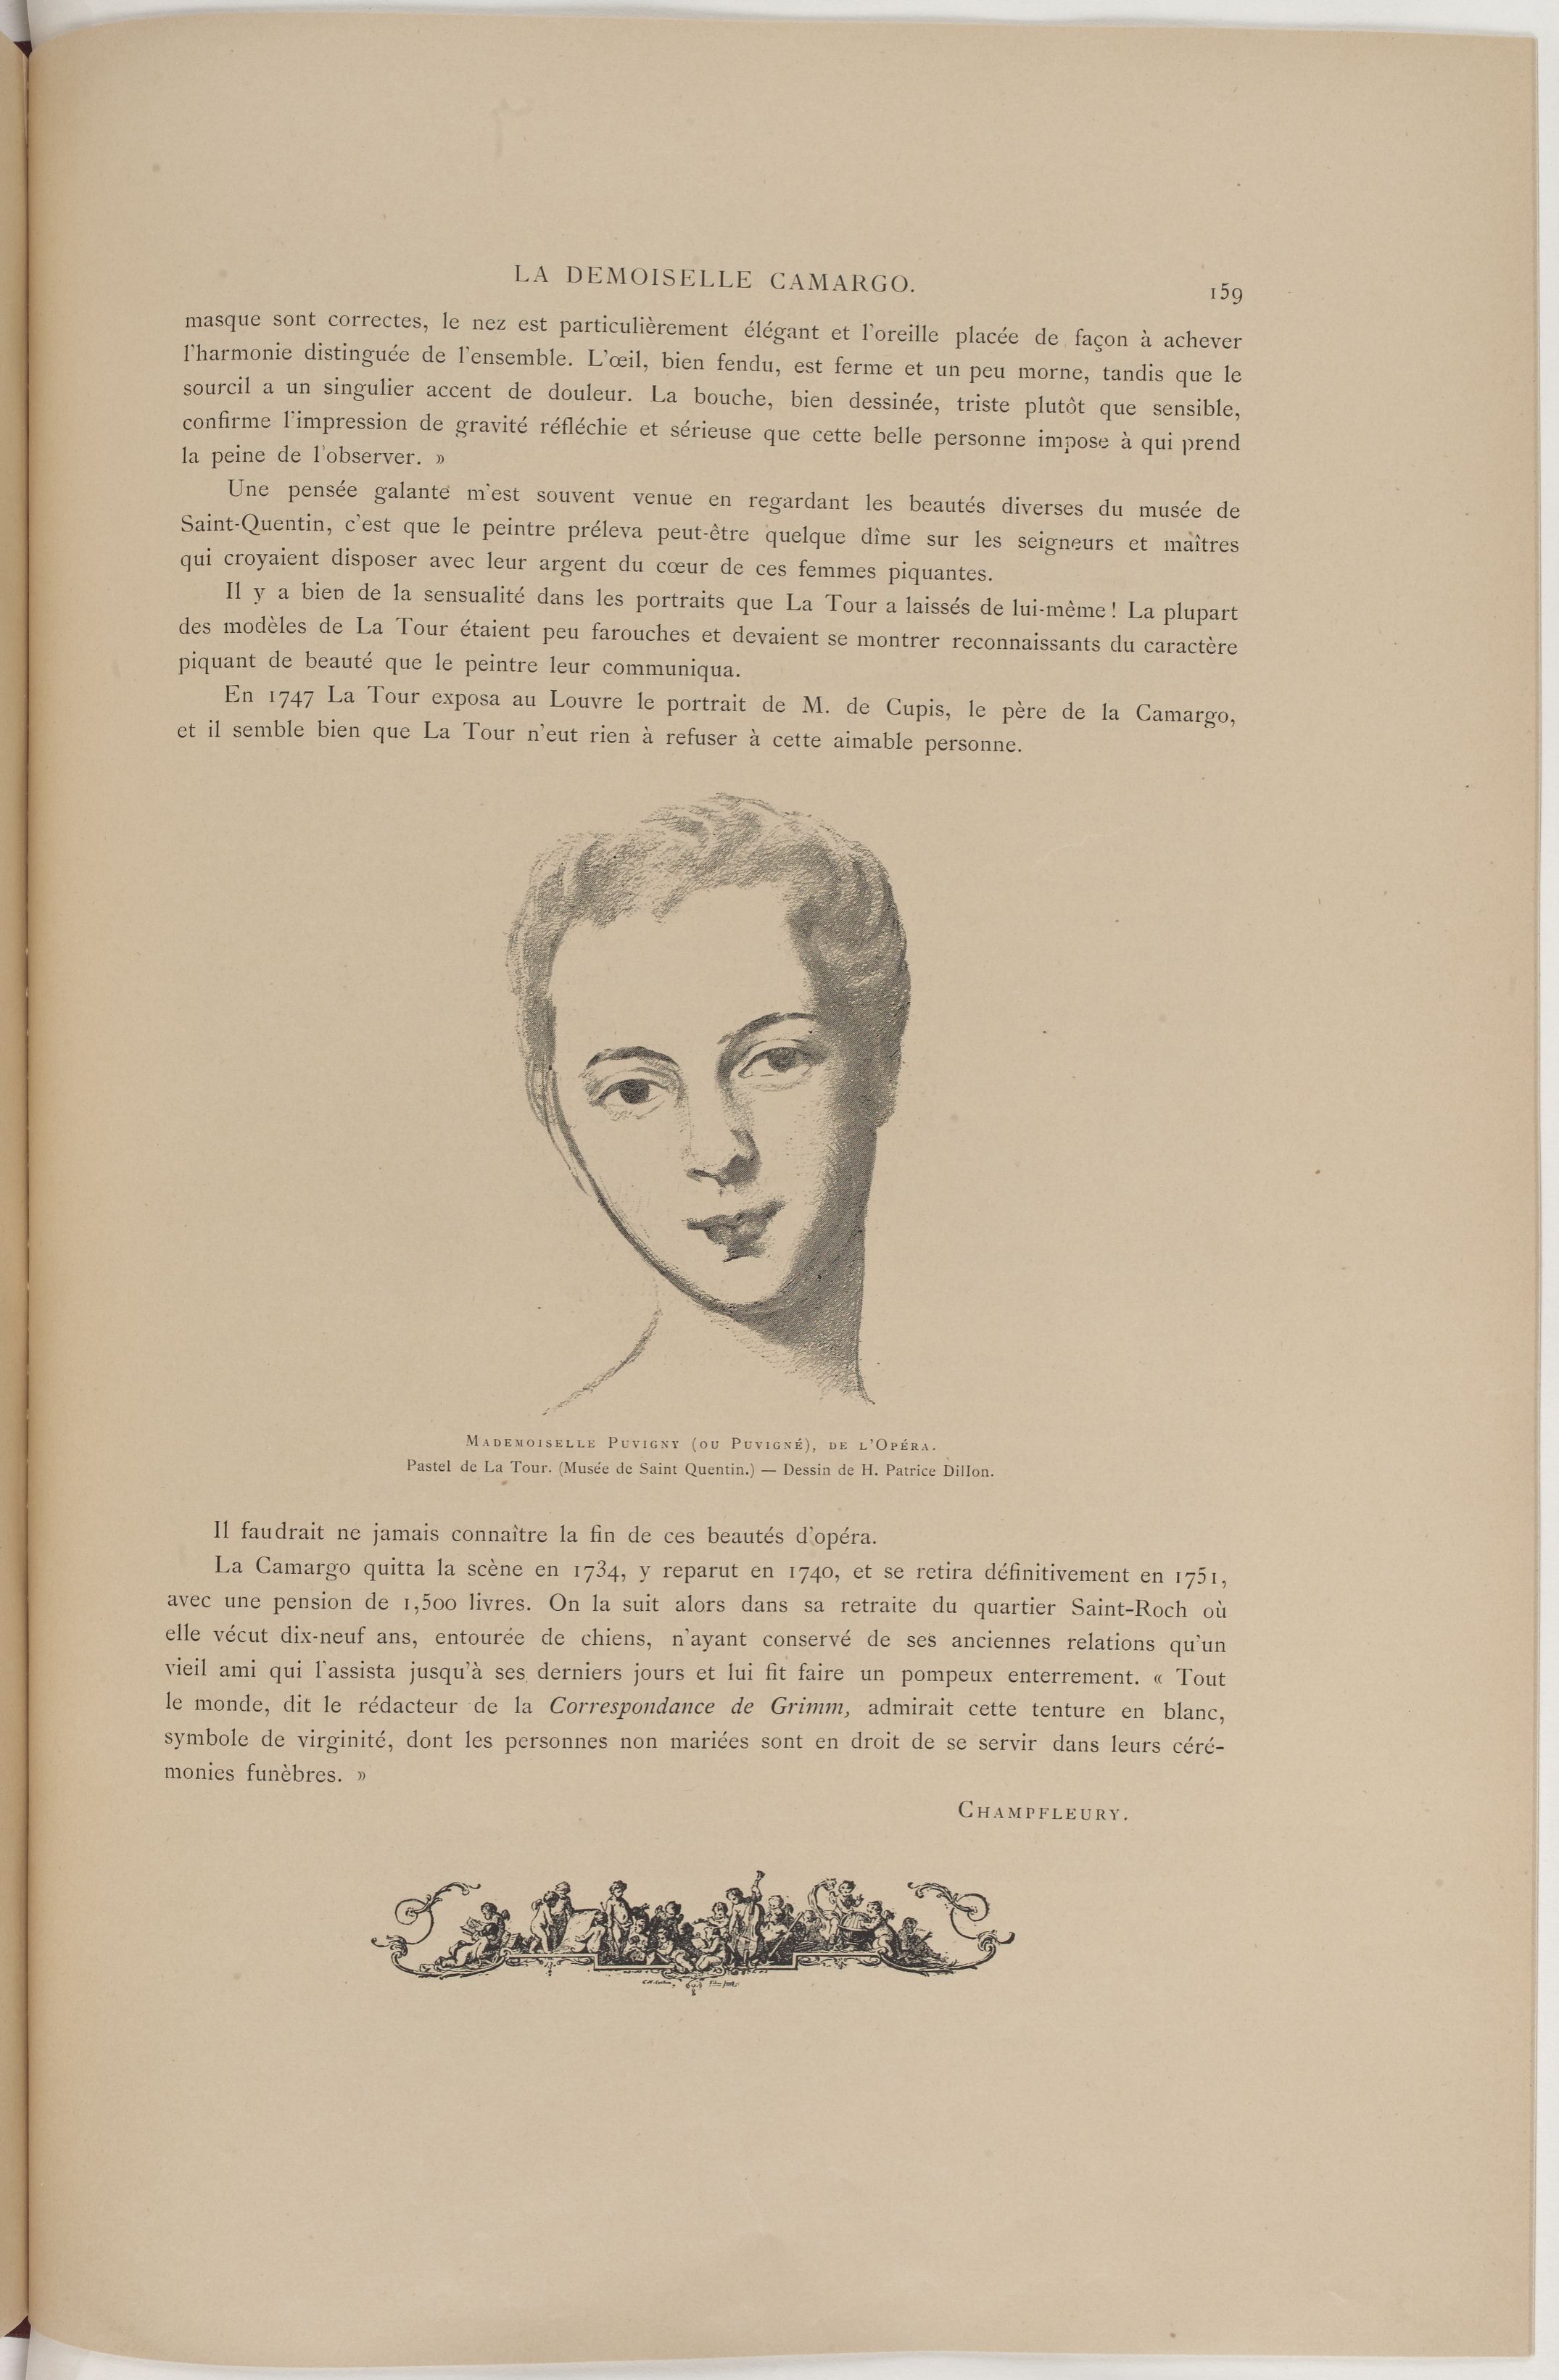 LA DEMOISELLE CAMARGO.
159
masque sont correctes, le nez est particulièrement élégant et l'oreille placée de façon à achever
l'harmonie distinguée de l'ensemble. L'œil, bien fendu, est ferme et un peu morne, tandis que le
sourcil a un singulier accent de douleur. La bouche, bien dessinée, triste plutôt que sensible,
confirme l'impression de gravité réfléchie et sérieuse que cette belle personne impose à qui prend
la peine de l'observer. »
Une pensée galante m'est souvent venue en regardant les beautés diverses du musée de
Saint-Quentin, c'est que le peintre préleva peut-être quelque dîme sur les seigneurs et maîtres
qui croyaient disposer avec leur argent du cœur de ces femmes piquantes.
Il y a bien de la sensualité dans les portraits que La Tour a laissés de lui-même! La plupart
des modèles de La Tour étaient peu farouches et devaient se montrer reconnaissants du caractère
piquant de beauté que le peintre leur communiqua.
En 1747 La Tour exposa au Louvre le portrait de M. de Cupis, le père de la Camargo,
et il semble bien que La Tour n'eut rien à refuser à cette aimable personne.
MADEMOISELLE PUVIGNY (OU PUVIGNÉ), DE L'OPÉRA.
Pastel de La Tour. (Musée de Saint Quentin.) — Dessin de H. Patrice Dillon.
Il faudrait ne jamais connaître la fin de ces beautés d'opéra.
La Camargo quitta la scène en 1734, y reparut en 1740, et se retira définitivement en 1751,
avec une pension de 1,500 livres. On la suit alors dans sa retraite du quartier Saint-Roch où
elle vécut dix-neuf ans, entourée de chiens, n'ayant conservé de ses anciennes relations qu'un
vieil ami qui l'assista jusqu'à ses derniers jours et lui fit faire un pompeux enterrement. « Tout
le monde, dit le rédacteur de la Correspondance de Grimm, admirait cette tenture en blanc,
symbole de virginité, dont les personnes non mariées sont en droit de se servir dans leurs céré-
monies funèbres. »
CHAMPFLEURY.